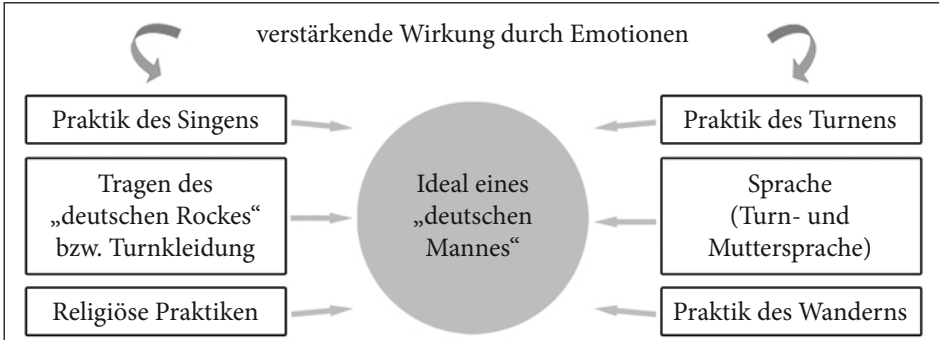 verstärkende Wirkung durch Emotionen
Praktik des Singens
Tragen des
„deutschen Rockes“
bzw. Turnkleidung
Religiöse Praktiken
Ideal eines
„deutschen
Mannes“
Praktik des Turnens
Sprache
(Turn- und
Muttersprache)
Praktik des Wanderns